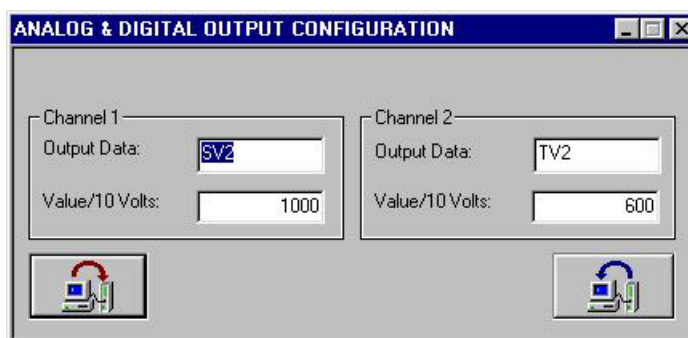 ANALOG & DIGITAL OUTPUT CONFIGURATION
Channel 1
Output Data: SV2
Value/10 Volts: 1000
Channel 2
Output Data: TV2
Value/10 Volts: 600